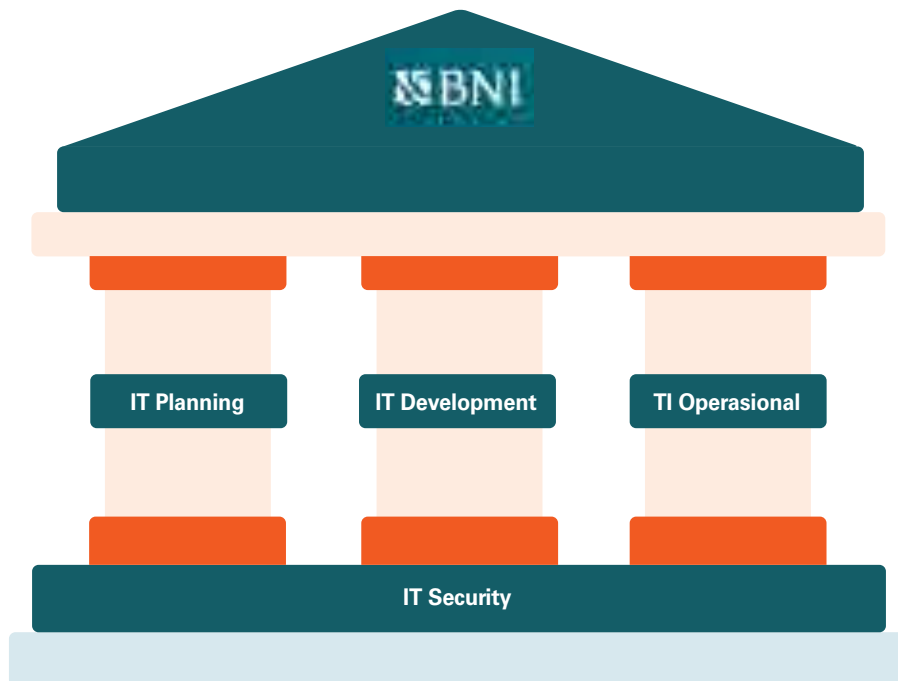 BNI
IT Planning
IT Development
TI Operasional
IT Security